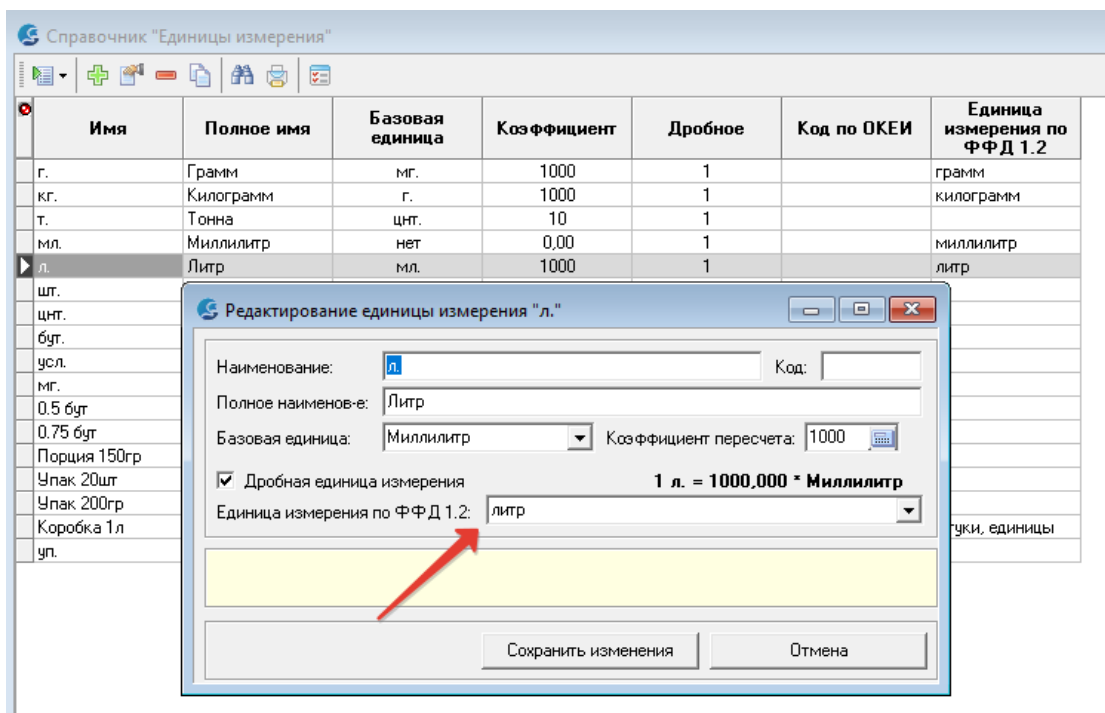 Справочник "Единицы измерения"
Имя Полное имя Базовая единица Коэффициент Дробное Код по ОКЕИ Единица измерения по ФФД 1.2
г. Грамм мг. 1000 1 грамм
кг. Килограмм г. 1000 1 килограмм
т. Тонна цнт. 10 1
мл. Миллилитр нет 0,00 1 миллилитр
л. Литр мл. 1000 1 литр
шт.
цнт.
бут.
усл.
мг.
0.5 бут
0.75 бут
Порция 150гр
Упак 20шт
Упак 200гр
Коробка 1л туки, единицы
уп.
Редактирование единицы измерения "л."
Наименование: л. Код:
Полное наименов-е: Литр
Базовая единица: Миллилитр Коэффициент пересчета: 1000
Дробная единица измерения 1 л. = 1000,000 * Миллилитр
Единица измерения по ФФД 1.2: литр
Сохранить изменения Отмена